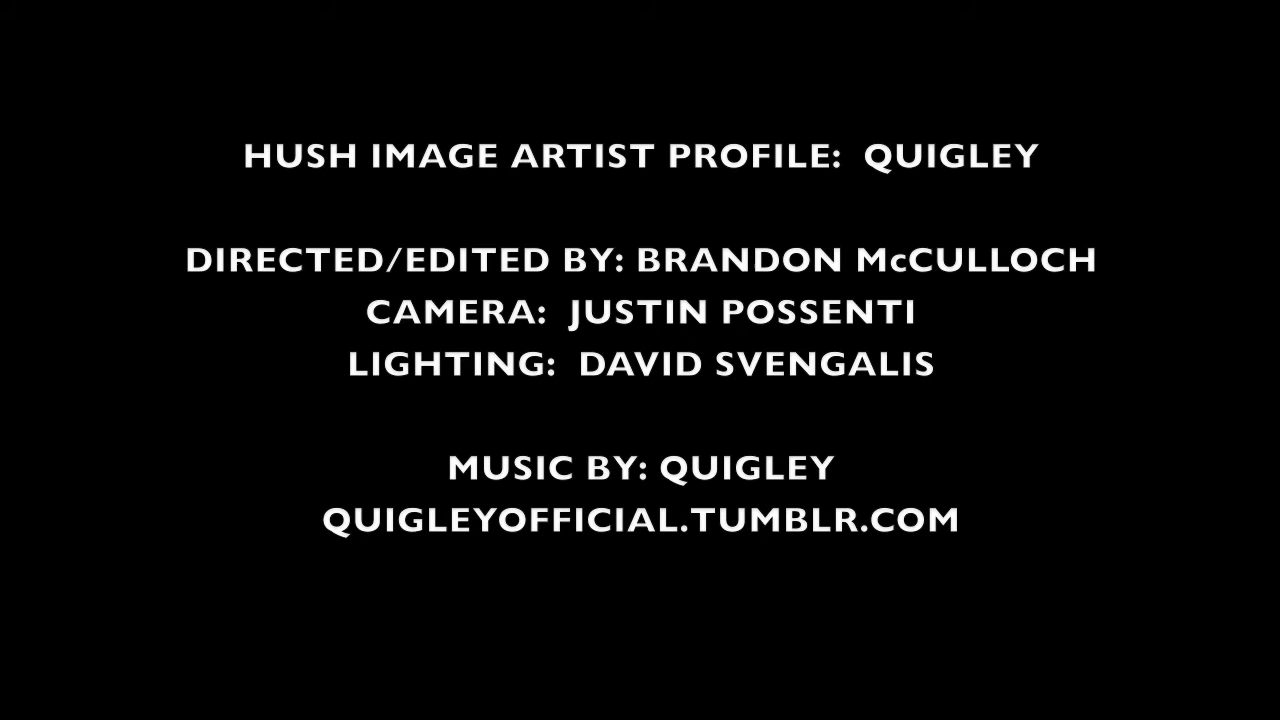 HUSH IMAGE ARTIST PROFILE:  QUIGLEY
DIRECTED/EDITED BY: BRANDON McCULLOCH
CAMERA:  JUSTIN POSSENTI
LIGHTING:  DAVID SVENGALIS
MUSIC BY: QUIGLEY
QUIGLEYOFFICIAL.TUMBLR.COM